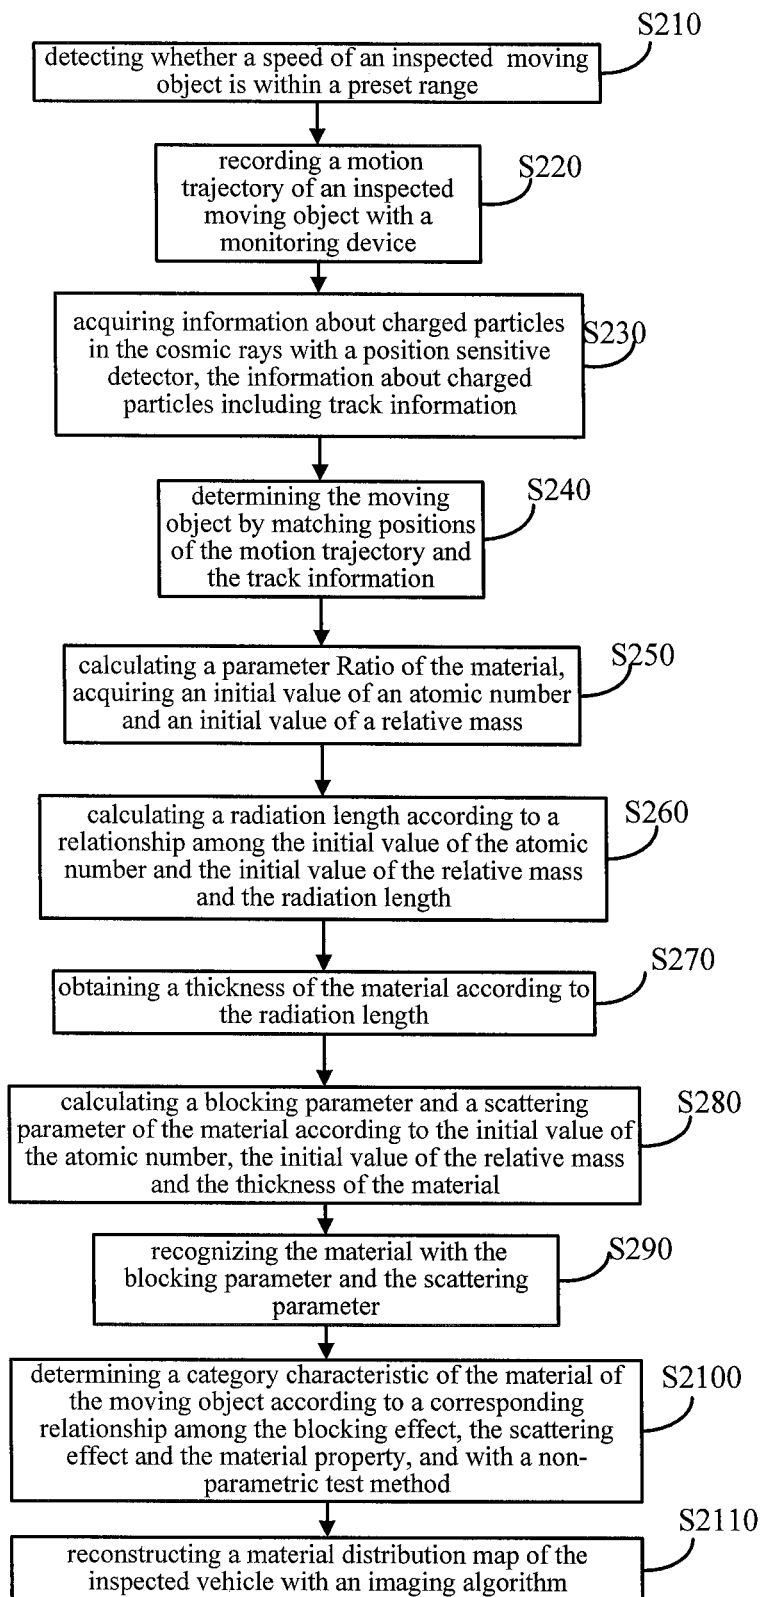 S210
detecting whether a speed of an inspected moving
object is within a preset range
S220
recording a motion
trajectory of an inspected
moving object with a
monitoring device
S230
acquiring information about charged particles
in the cosmic rays with a position sensitive
detector, the information about charged
particles including track information
S240
determining the moving
object by matching positions
of the motion trajectory and
the track information
S250
calculating a parameter Ratio of the material,
acquiring an initial value of an atomic number
and an initial value of a relative mass
S260
calculating a radiation length according to a
relationship among the initial value of the atomic
number and the initial value of the relative mass
and the radiation length
S270
obtaining a thickness of the material according to
the radiation length
S280
calculating a blocking parameter and a scattering
parameter of the material according to the initial value of
the atomic number, the initial value of the relative mass
and the thickness of the material
S290
recognizing the material with the
blocking parameter and the scattering
parameter
S2100
determining a category characteristic of the material of
the moving object according to a corresponding
relationship among the blocking effect, the scattering
effect and the material property, and with a non-
parametric test method
S2110
reconstructing a material distribution map of the
inspected vehicle with an imaging algorithm